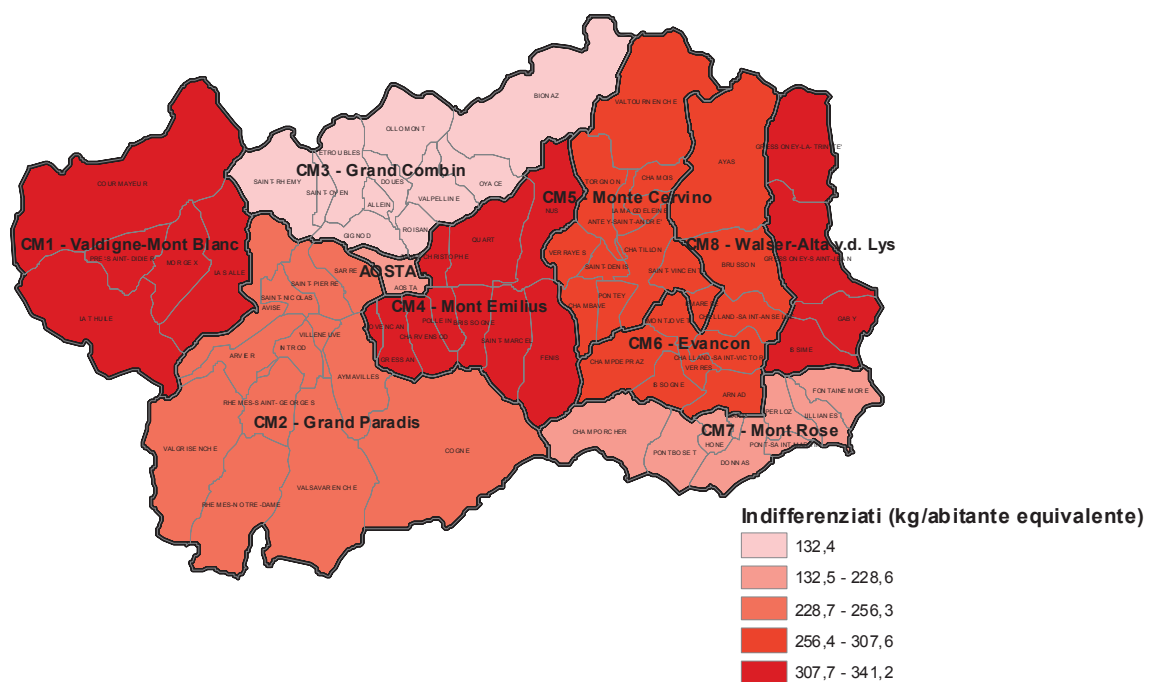 BIONAZ
VALTOURNENCHE
OLLOMONT
GRESSONEY-LA-TRINITE'
ETROUBLES
CM3 - Grand Combin
AYAS
COURMAYEUR
SAINT-RHEMY
SAINT-OYEN
DOUES
OYACE
TORGNON
CHAMOIS
ALLEIN
VALPELLINE
CM5 - Monte Cervino
NUS
LA MAGDELEINE
ANTEY-SAINT-ANDRE'
GIGNOD
ROISAN
QUART
CM1 - Valdigne-Mont Blanc
CM8 - Walser-Alta v.d. Lys
PRE'-SAINT-DIDIER
MORGEX
LA SALLE
CHRISTOPHE
VERRAYES
CHATILLON
GRESSONEY-SAINT-JEAN
SARRE
AOSTA
SAINT-DENIS
SAINT-VINCENT
BRUSSON
SAINT-PIERRE
AOSTA
SAINT-NICOLAS
AVISE
CM4 - Mont Emilius
CHAMBAVE
PONTEY
EMARESE
LA THUILE
JOVENCAN
POLLEIN
BRISSOGNE
MONTJOVET
CHALLAND-SAINT-ANSELME
GABY
VILLENEUVE
CHARVENSOD
SAINT-MARCEL
CM6 - Evancon
INTROD
ARVIER
GRESSAN
FENIS
CHAMPDEPRAZ
CHALLAND-SAINT-VICTOR
ISSIME
VERRES
AYMAVILLES
ISSOGNE
ARNAD
FONTAINEMORE
RHEMES-SAINT-GEORGES
PERLOZ
LILLIANES
CM2 - Grand Paradis
CHAMPORCHER
CM7 - Mont Rose
VALGRISENCHE
COGNE
PONTBOSET
HONE
PONT-SAINT-MARTIN
DONNAS
VALSAVARENCHE
RHEMES-NOTRE-DAME
Indifferenziati (kg/abitante equivalente)
132,4
132,5 - 228,6
228,7 - 256,3
256,4 - 307,6
307,7 - 341,2